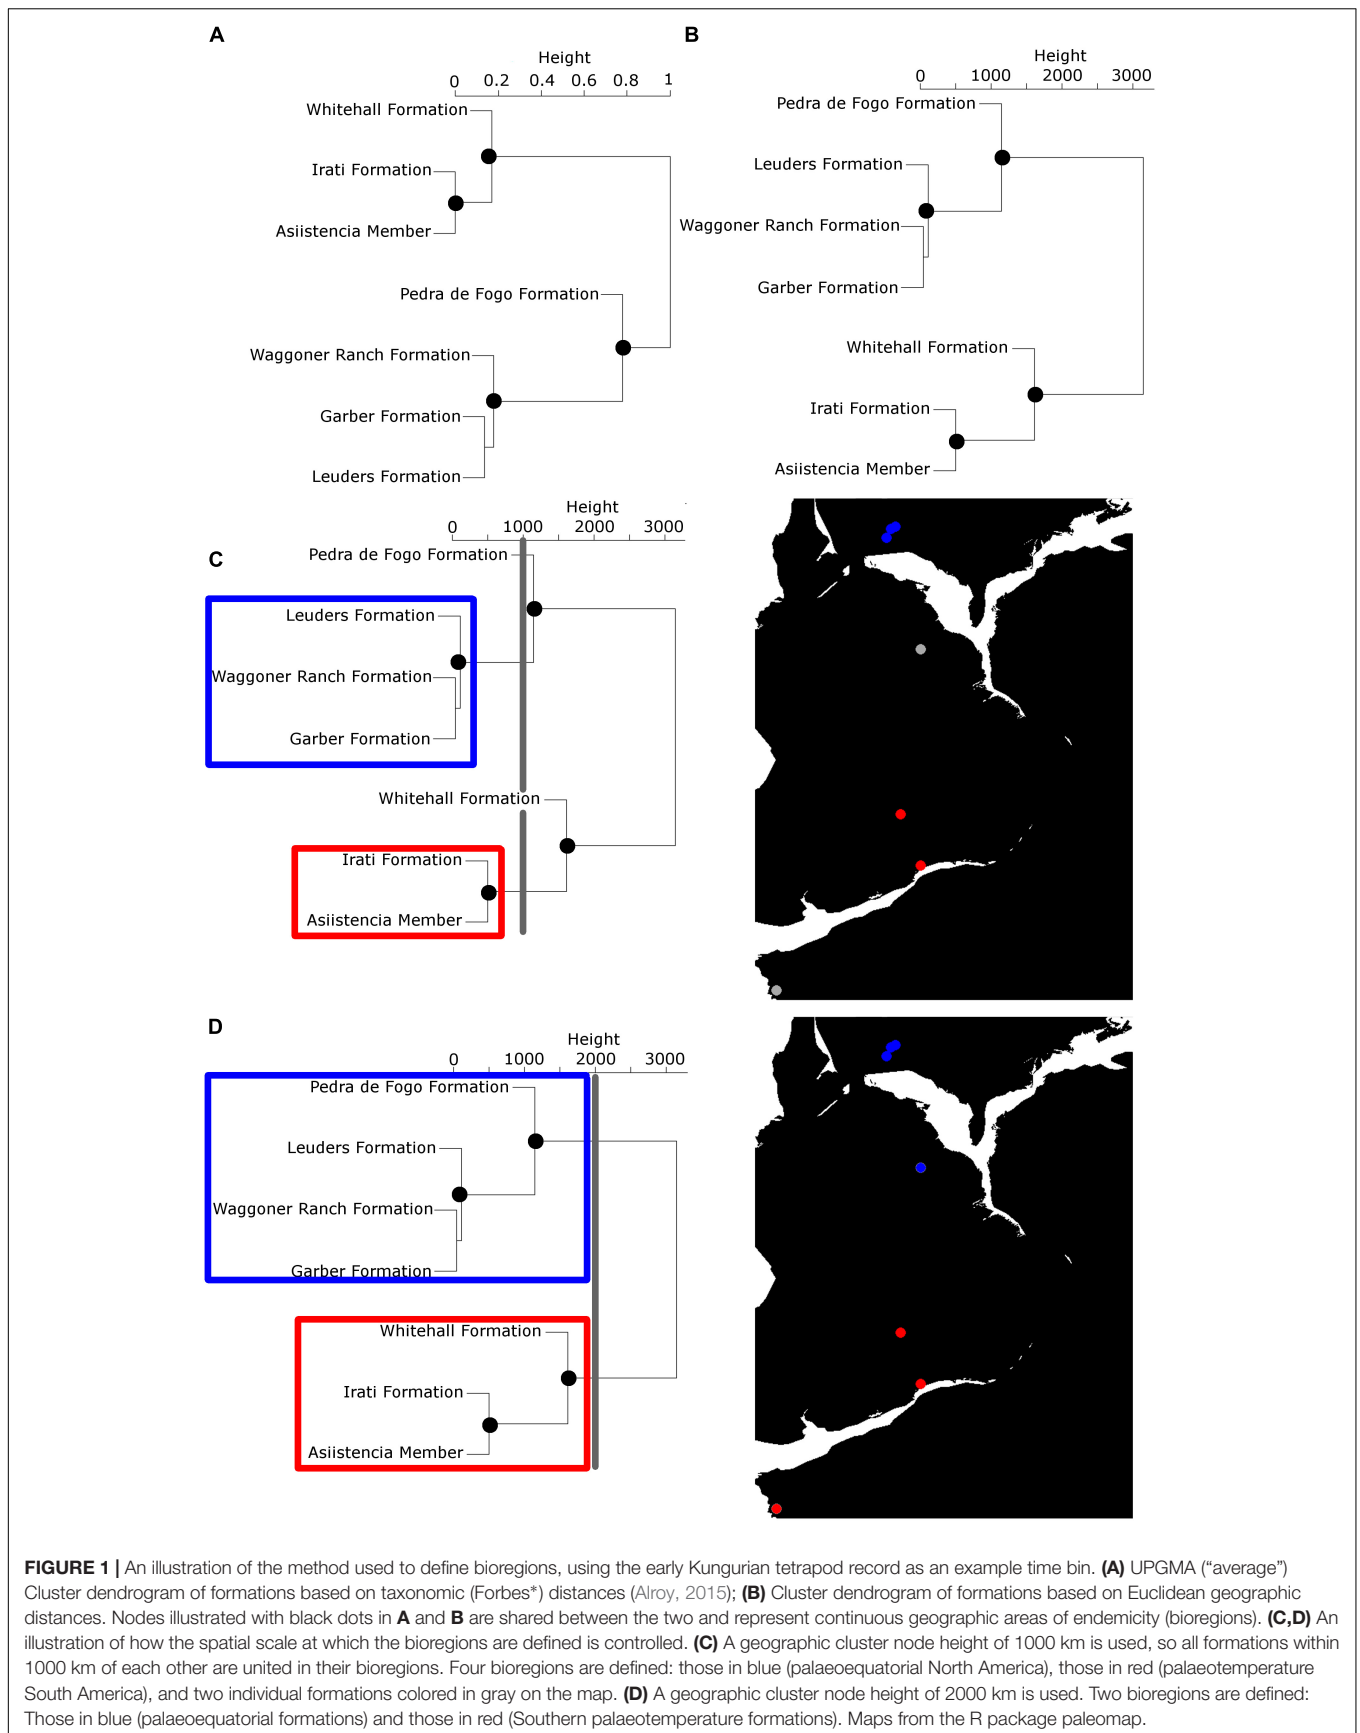 A
Height
0 0.2 0.4 0.6 0.8 1
Whitehall Formation
Irati Formation
Asiistencia Member
Pedra de Fogo Formation
Waggoner Ranch Formation
Garber Formation
Leuders Formation
B
Height
0 1000 2000 3000
Pedra de Fogo Formation
Leuders Formation
Waggoner Ranch Formation
Garber Formation
Whitehall Formation
Irati Formation
Asiistencia Member
C
Height
0 1000 2000 3000
Pedra de Fogo Formation
Leuders Formation
Waggoner Ranch Formation
Garber Formation
Whitehall Formation
Irati Formation
Asiistencia Member
D
Height
0 1000 2000 3000
Pedra de Fogo Formation
Leuders Formation
Waggoner Ranch Formation
Garber Formation
Whitehall Formation
Irati Formation
Asiistencia Member
FIGURE 1 | An illustration of the method used to define bioregions, using the early Kungurian tetrapod record as an example time bin. (A) UPGMA (“average”)
Cluster dendrogram of formations based on taxonomic (Forbes*) distances (Alroy, 2015); (B) Cluster dendrogram of formations based on Euclidean geographic
distances. Nodes illustrated with black dots in A and B are shared between the two and represent continuous geographic areas of endemicity (bioregions). (C,D) An
illustration of how the spatial scale at which the bioregions are defined is controlled. (C) A geographic cluster node height of 1000 km is used, so all formations within
1000 km of each other are united in their bioregions. Four bioregions are defined: those in blue (palaeoequatorial North America), those in red (palaeotemperature
South America), and two individual formations colored in gray on the map. (D) A geographic cluster node height of 2000 km is used. Two bioregions are defined:
Those in blue (palaeoequatorial formations) and those in red (Southern palaeotemperature formations). Maps from the R package paleomap.